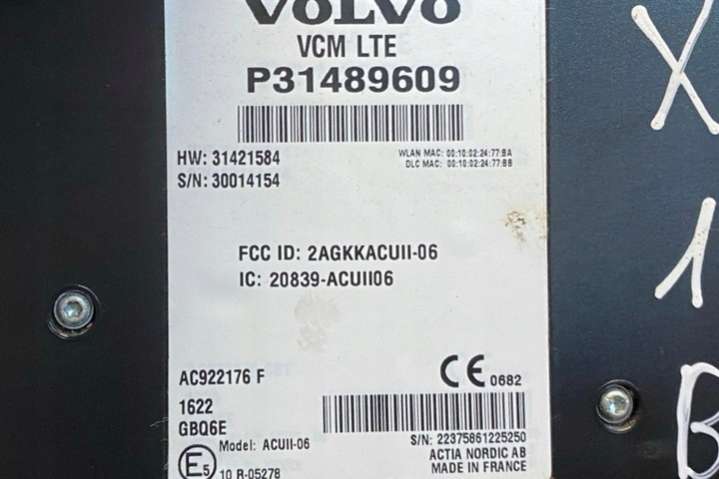 VOLVO
VCM LTE
P31489609
HW: 31421584
WLAN MAC: 00:10:02:24:77:BA
S/N: 30014154
DLC MAC: 00:10:02:24:77:BB
FCC ID: 2AGKKACUII-06
IC: 20839-ACUII06
AC922176 F
CE 0682
1622
GBQ6E
Model: ACUII-06
S/N: 22375861225250
ACTIA NORDIC AB
E5 10 R-05278
MADE IN FRANCE
X
1
B